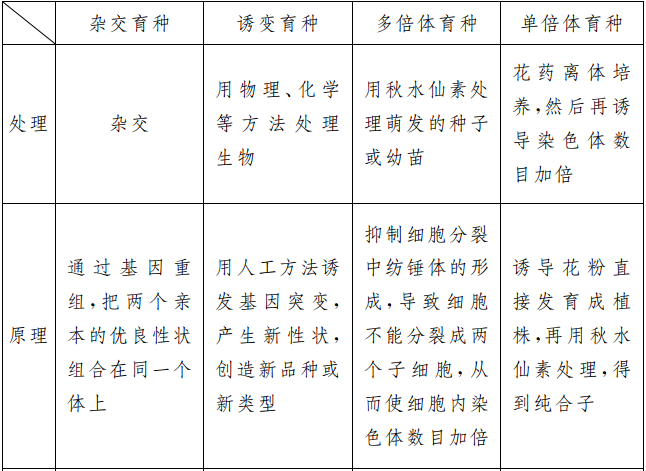 杂交育种
诱变育种
多倍体育种
单倍体育种
处理
杂交
用物理、化学
等方法处理
生物
用秋水仙素处
理萌发的种子
或幼苗
花药离体培
养,然后再诱
导染色体数
目加倍
原理
通过基因重
组,把两个亲
本的优良性状
组合在同一个
体上
用人工方法诱
发基因突变,
产生新性状,
创造新品种或
新类型
抑制细胞分裂
中纺锤体的形
成,导致细胞
不能分裂成两
个子细胞,从
而使细胞内染
色体数目加倍
诱导花粉直
接发育成植
株,再用秋水
仙素处理,得
到纯合子